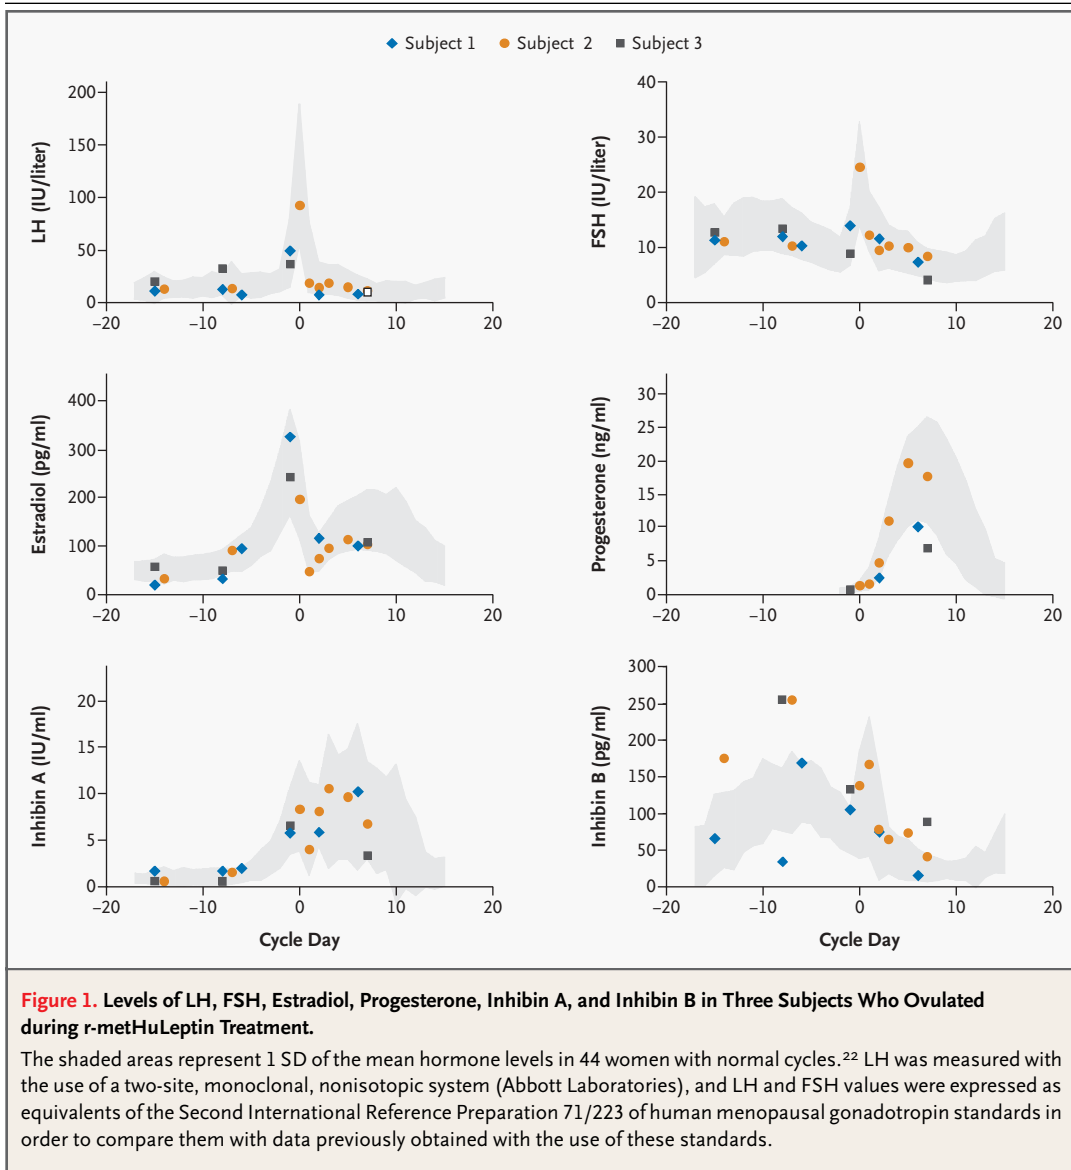 Subject 1 Subject 2 Subject 3
LH (IU/liter)
200
150
100
50
0
−20 −10 0 10 20
FSH (IU/liter)
40
30
20
10
0
−20 −10 0 10 20
Estradiol (pg/ml)
400
300
200
100
0
−20 −10 0 10 20
Progesterone (ng/ml)
30
25
20
15
10
5
0
−20 −10 0 10 20
Inhibin A (IU/ml)
20
15
10
5
0
−20 −10 0 10 20
Cycle Day
Inhibin B (pg/ml)
300
250
200
150
100
50
0
−20 −10 0 10 20
Cycle Day
Figure 1. Levels of LH, FSH, Estradiol, Progesterone, Inhibin A, and Inhibin B in Three Subjects Who Ovulated
during r-metHuLeptin Treatment.
The shaded areas represent 1 SD of the mean hormone levels in 44 women with normal cycles.²² LH was measured with
the use of a two-site, monoclonal, nonisotopic system (Abbott Laboratories), and LH and FSH values were expressed as
equivalents of the Second International Reference Preparation 71/223 of human menopausal gonadotropin standards in
order to compare them with data previously obtained with the use of these standards.